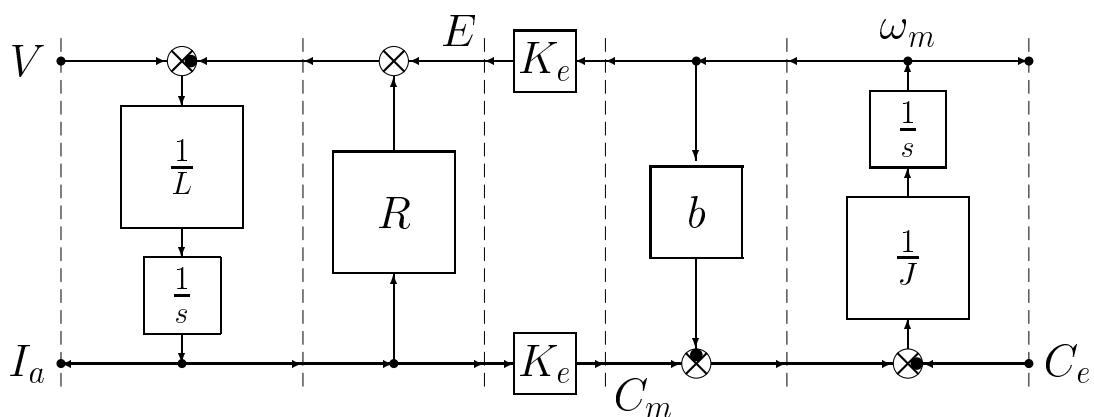 V
E
K_e
ω_m
1/L
R
b
1/s
1/J
1/s
I_a
K_e
C_m
C_e